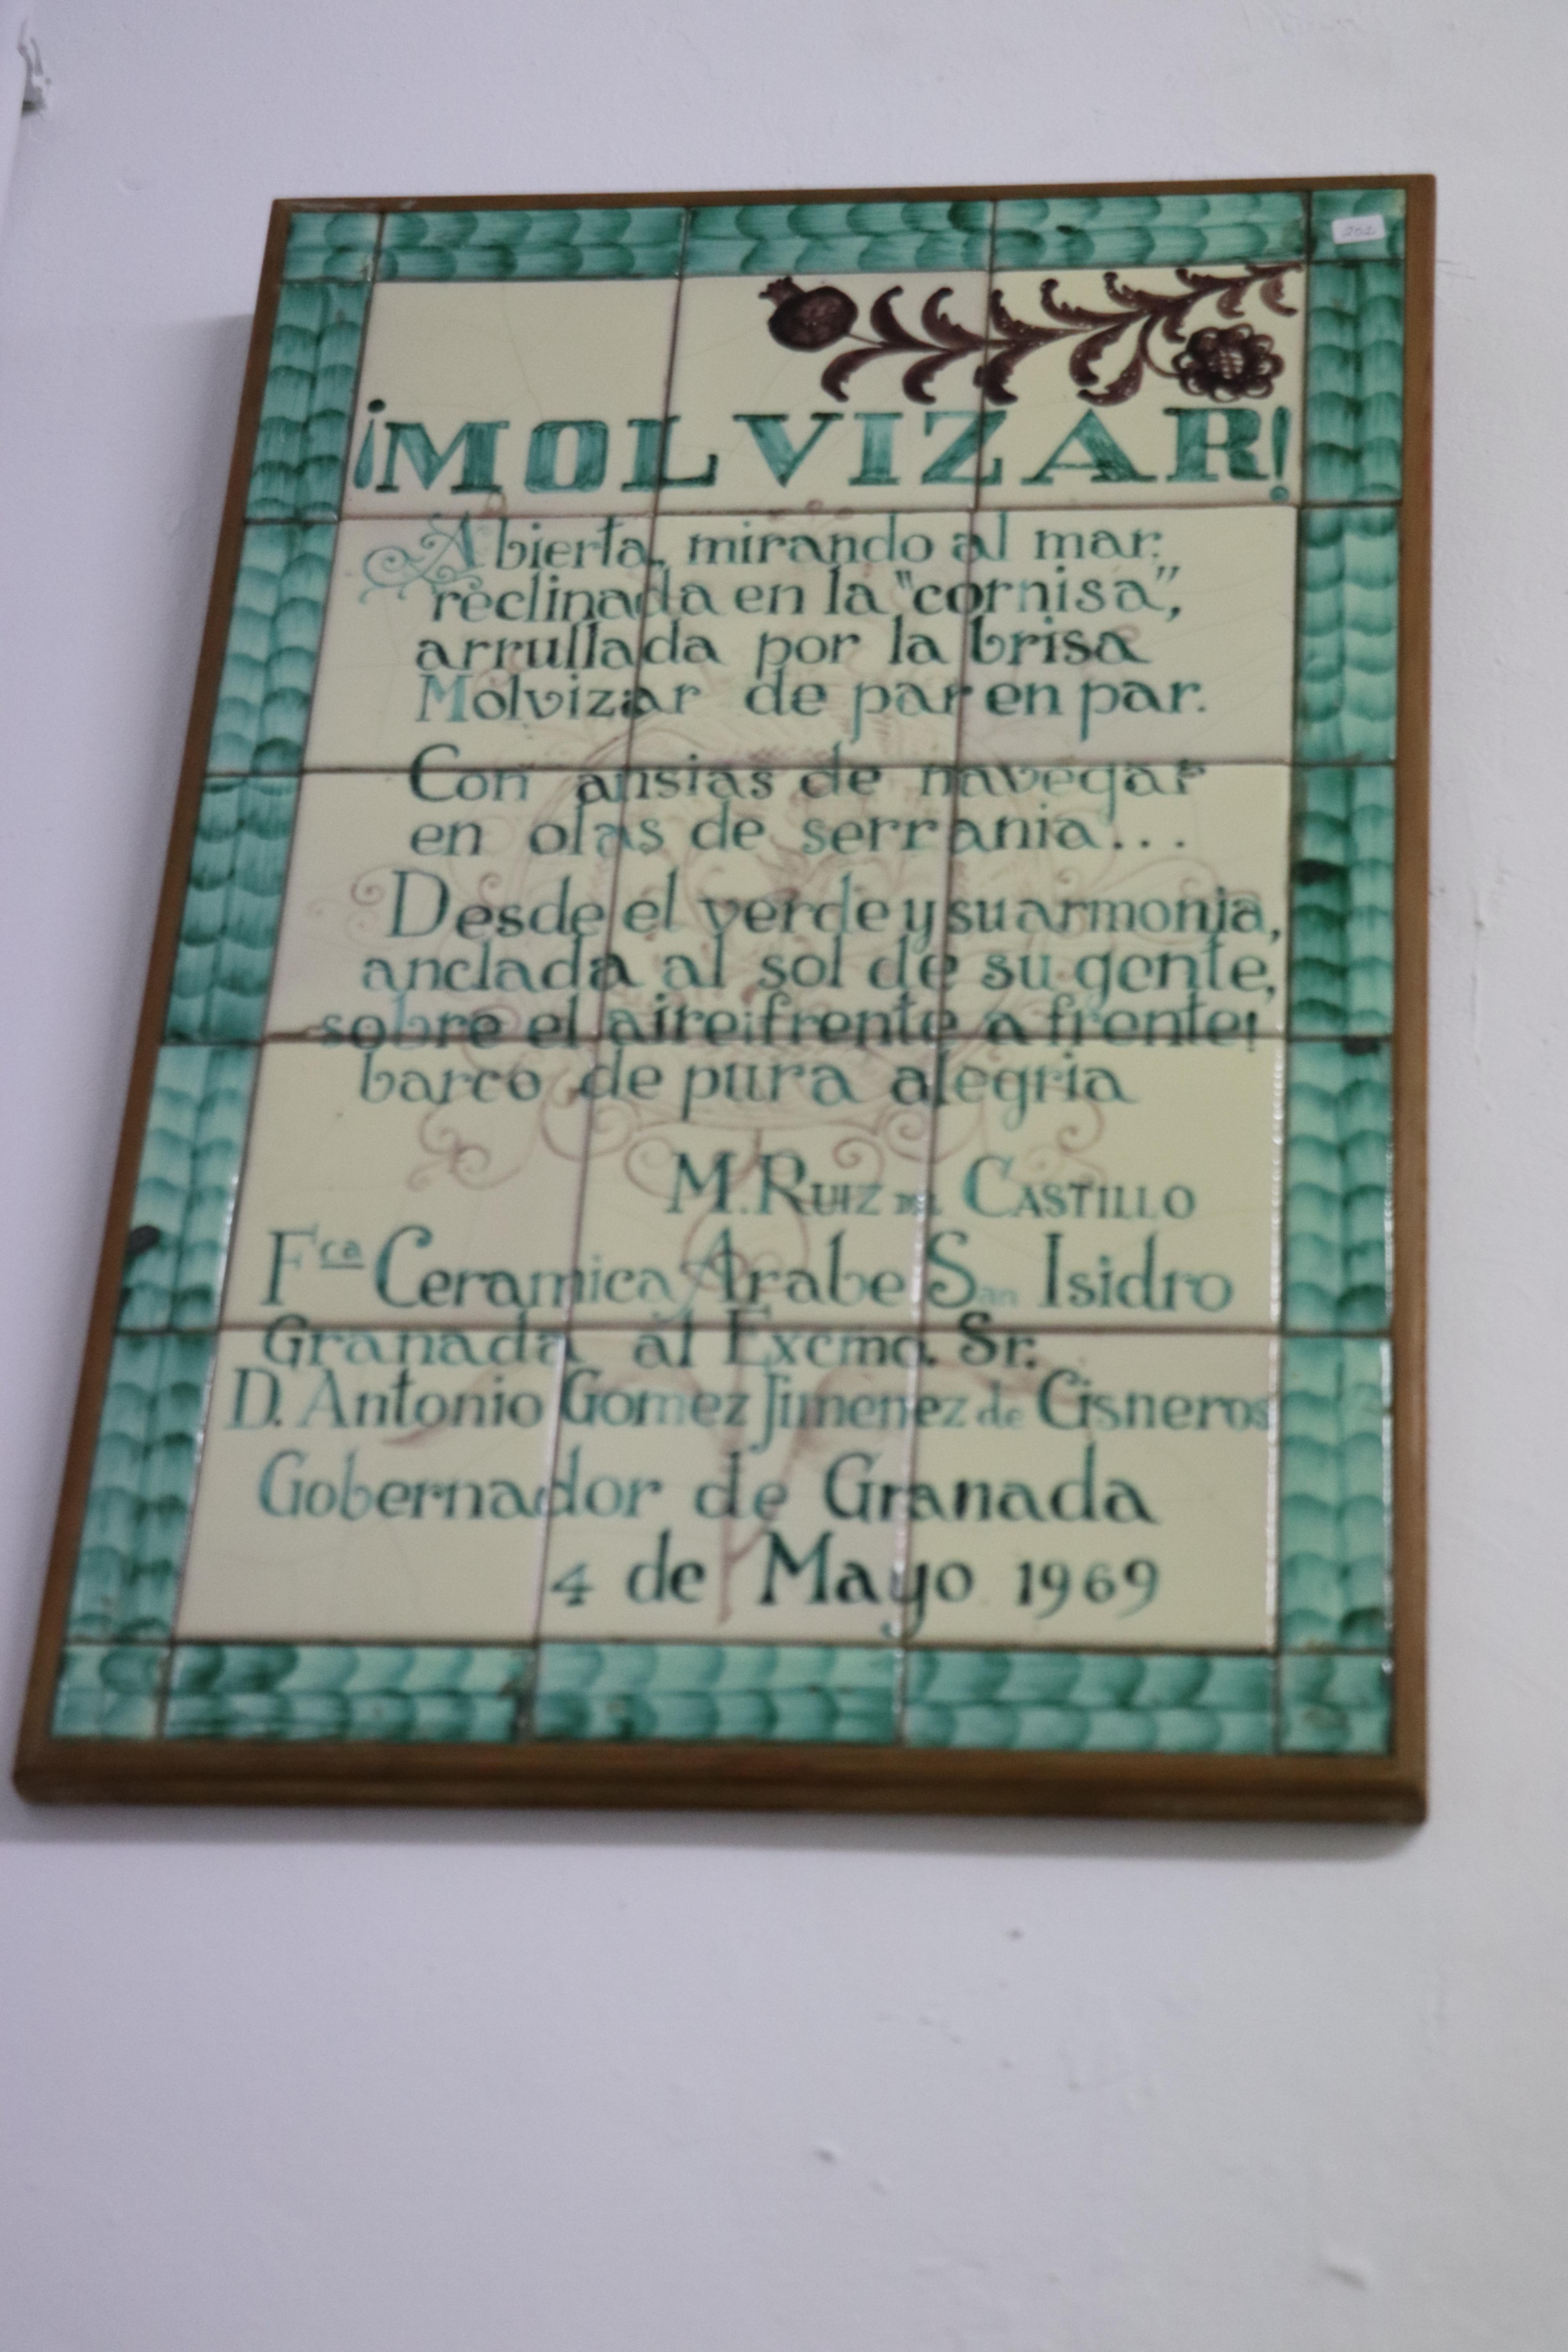 202
¡MOLVIZAR!
Abierta, mirando al mar.
reclinada en la "cornisa",
arrullada por la brisa
Molvizar de par en par.
Con ansias de navegar
en olas de serrania...
Desde el verde y su armonia,
anclada al sol de su gente,
sobre el aire ¡frente a frente!
barco de pura alegria
M. RUIZ DEL CASTILLO
Fca Ceramica Arabe San Isidro
Granada al Excmo. Sr.
D. Antonio Gomez Jimenez de Cisneros
Gobernador de Granada
4 de Mayo 1969